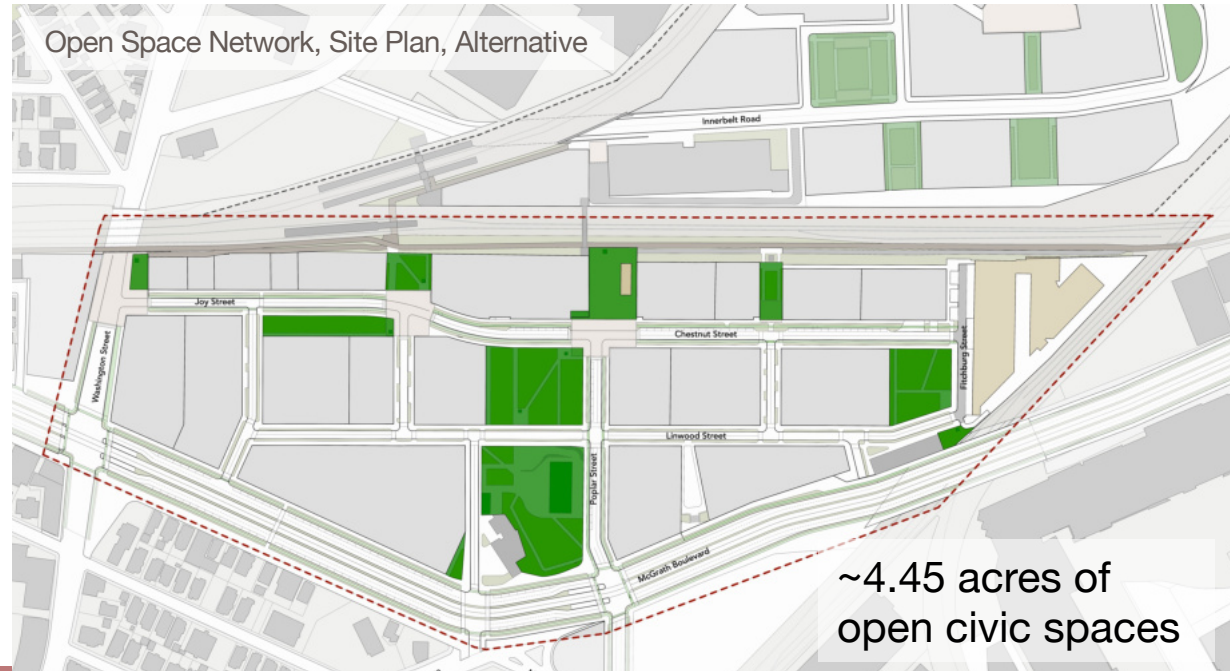 Open Space Network, Site Plan, Alternative
Innerbelt Road
Joy Street
Washington Street
Chestnut Street
Fitchburg Street
Linwood Street
Poplar Street
McGrath Boulevard
~4.45 acres of
open civic spaces